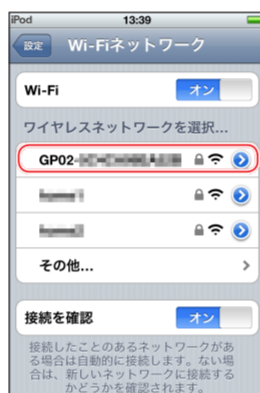 iPod
13:39
設定
Wi-Fiネットワーク
Wi-Fi
オン
ワイヤレスネットワークを選択...
GP02-
その他...
接続を確認
オン
接続したことのあるネットワークがあ
る場合は自動的に接続します。ない場
合は、新しいネットワークに接続する
かどうかを確認されます。